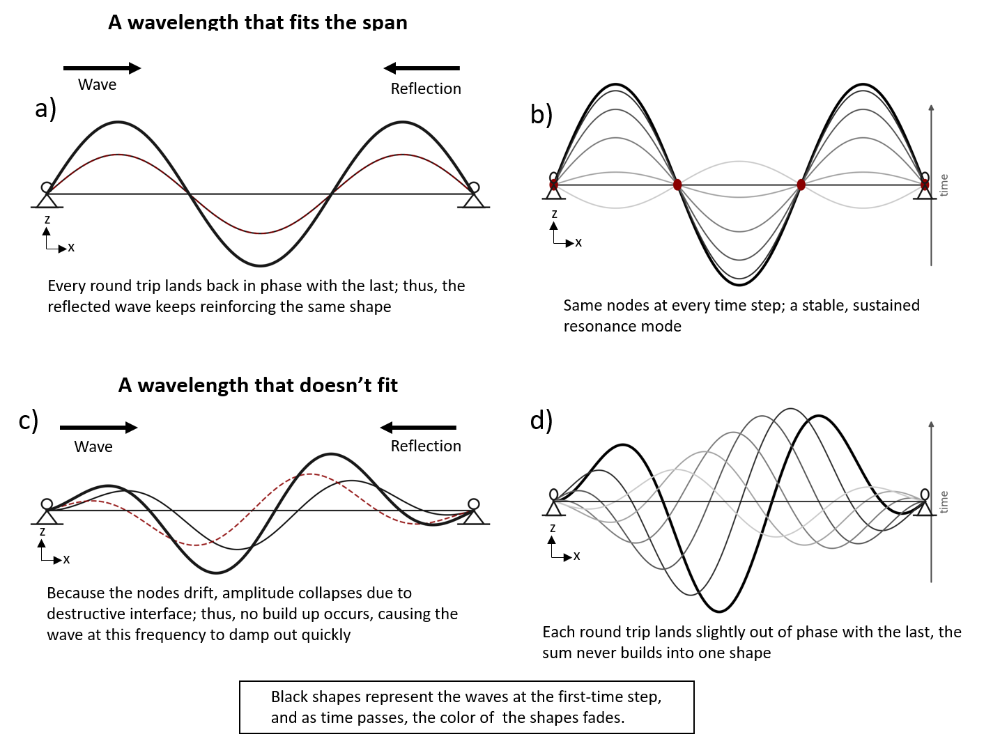 A wavelength that fits the span
Wave
Reflection
a)
b)
z
x
time
z
x
Every round trip lands back in phase with the last; thus, the
reflected wave keeps reinforcing the same shape
Same nodes at every time step; a stable, sustained
resonance mode
A wavelength that doesn’t fit
c)
Wave
Reflection
d)
z
x
time
z
x
Because the nodes drift, amplitude collapses due to
destructive interface; thus, no build up occurs, causing the
wave at this frequency to damp out quickly
Each round trip lands slightly out of phase with the last, the
sum never builds into one shape
Black shapes represent the waves at the first-time step,
and as time passes, the color of  the shapes fades.